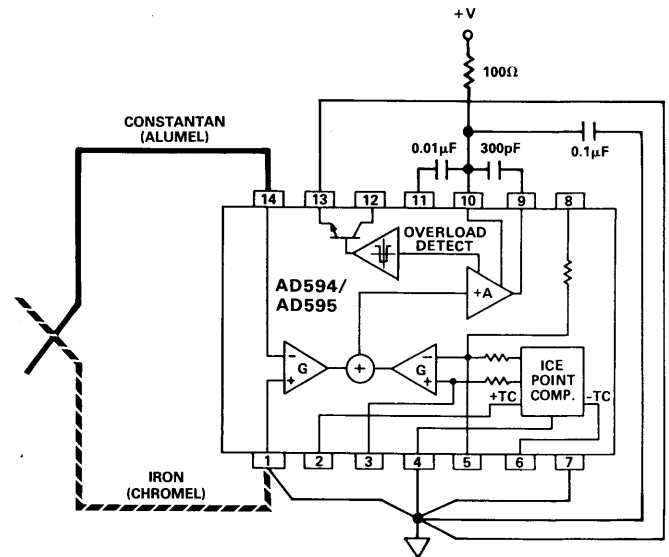 +V
100Ω
CONSTANTAN
(ALUMEL)
0.01μF
300pF
0.1μF
14
13
12
11
10
9
8
OVERLOAD
DETECT
AD594/
AD595
+A
G
-
+
+
G
-
+
ICE
POINT
COMP.
+TC
-TC
1
2
3
4
5
6
7
IRON
(CHROMEL)